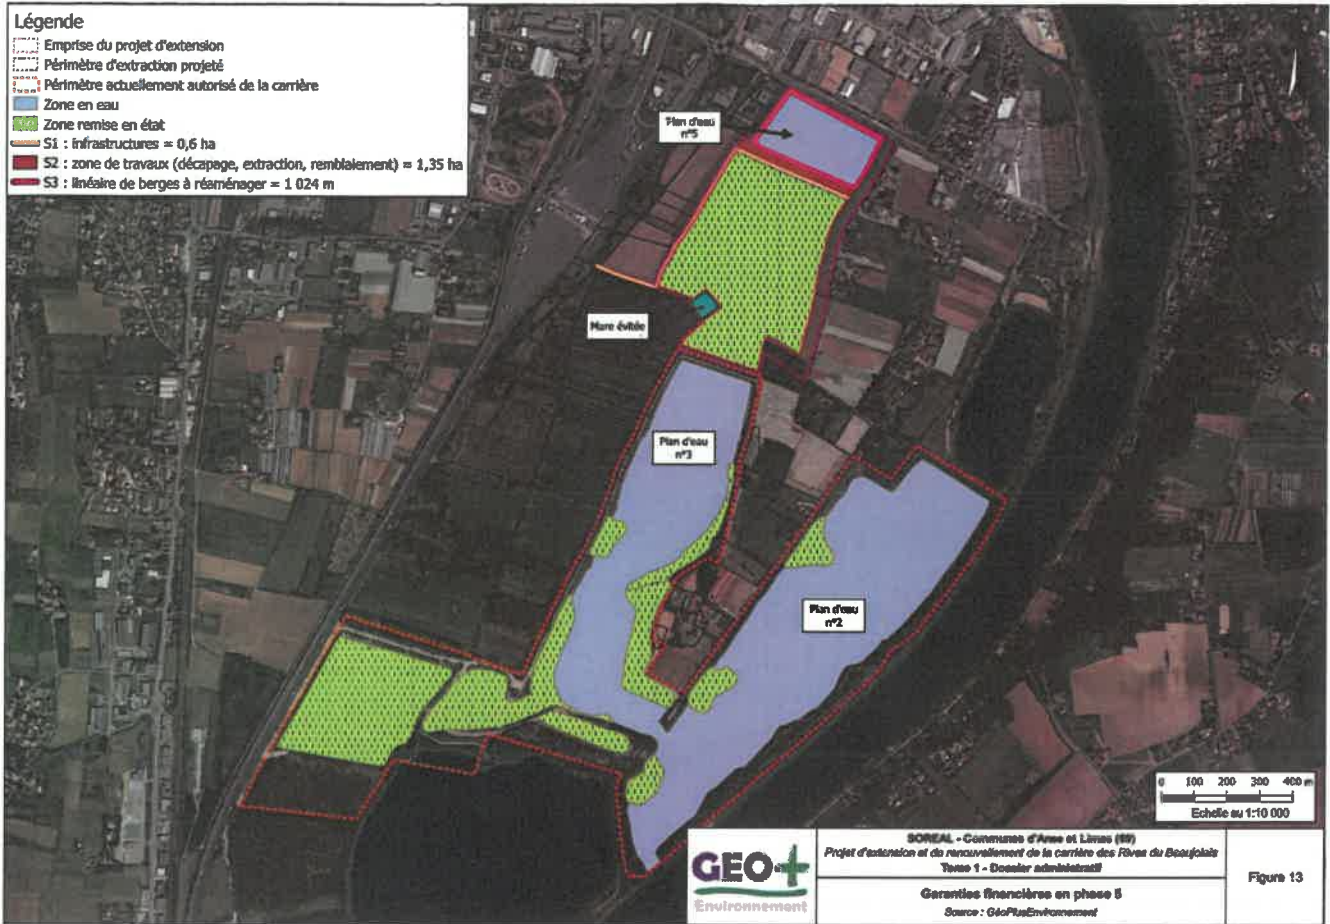 Légende
Emprise du projet d'extension
Périmètre d'extraction projeté
Périmètre actuellement autorisé de la carrière
Zone en eau
Zone remise en état
S1 : infrastructures = 0,6 ha
S2 : zone de travaux (décapage, extraction, remblaiement) = 1,35 ha
S3 : linéaire de berges à réaménager = 1 024 m
Plan d'eau
n°5
Mare évitée
Plan d'eau
n°3
Plan d'eau
n°2
0 100 200 300 400 m
Echelle au 1:10 000
GEO+
Environnement
SOREAL - Communes d'Anse et Limas (69)
Projet d'extension et de renouvellement de la carrière des Rives du Beaujolais
Tome 1 - Dossier administratif
Garanties financières en phase 5
Source : GéoPlusEnvironnement
Figure 13